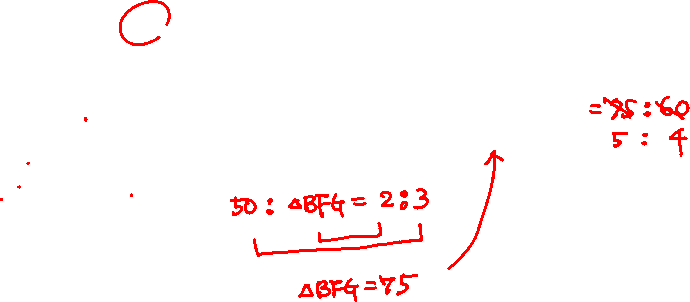 = 75 : 60
5 : 4
50 : △BFG = 2 : 3
△BFG = 75